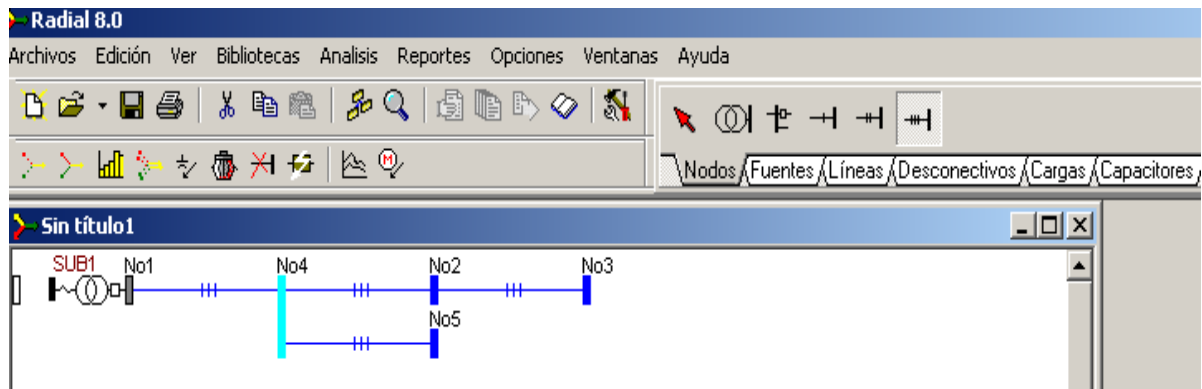 Radial 8.0
Archivos Edición Ver Bibliotecas Analisis Reportes Opciones Ventanas Ayuda
M
Nodos Fuentes Líneas Desconectivos Cargas Capacitores
Sin título1
SUB1 No1 No4 No2 No3
No5